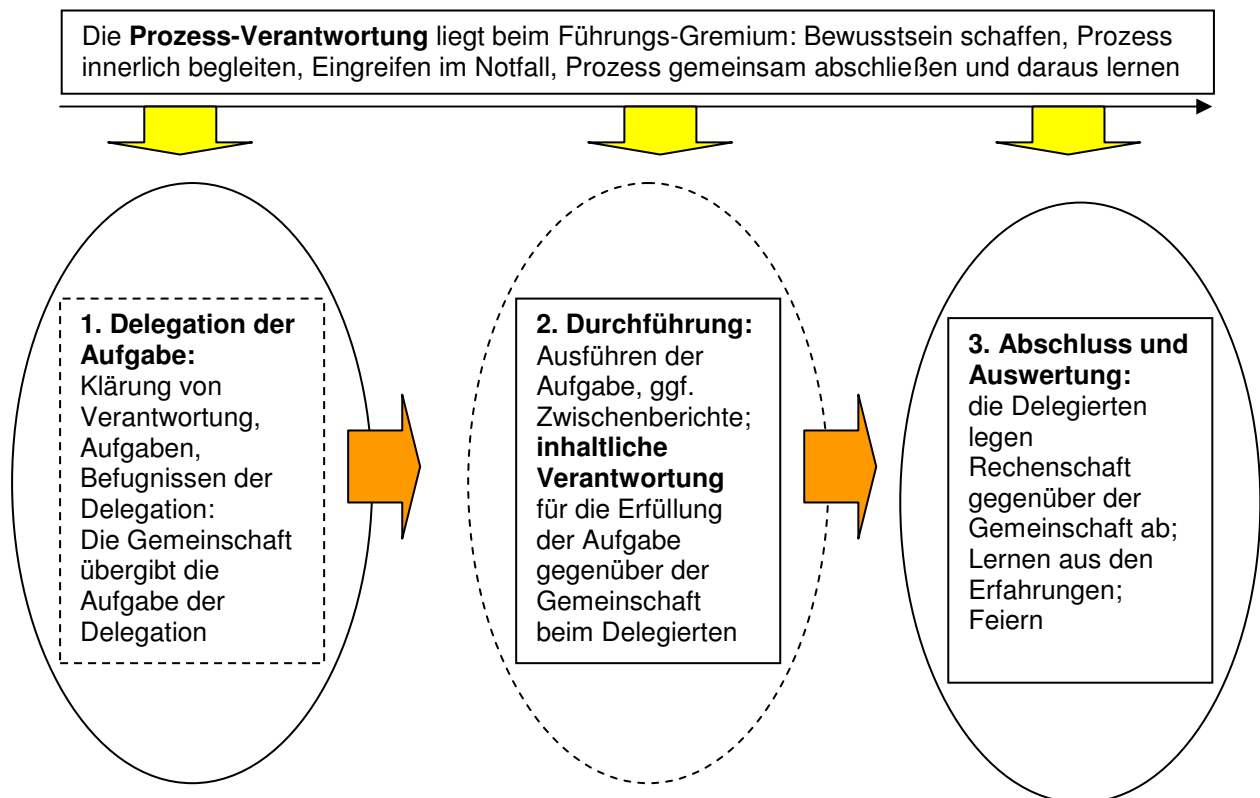 Die Prozess-Verantwortung liegt beim Führungs-Gremium: Bewusstsein schaffen, Prozess
innerlich begleiten, Eingreifen im Notfall, Prozess gemeinsam abschließen und daraus lernen
1. Delegation der
Aufgabe:
Klärung von
Verantwortung,
Aufgaben,
Befugnissen der
Delegation:
Die Gemeinschaft
übergibt die
Aufgabe der
Delegation
2. Durchführung:
Ausführen der
Aufgabe, ggf.
Zwischenberichte;
inhaltliche
Verantwortung
für die Erfüllung
der Aufgabe
gegenüber der
Gemeinschaft
beim Delegierten
3. Abschluss und
Auswertung:
die Delegierten
legen
Rechenschaft
gegenüber der
Gemeinschaft ab;
Lernen aus den
Erfahrungen;
Feiern